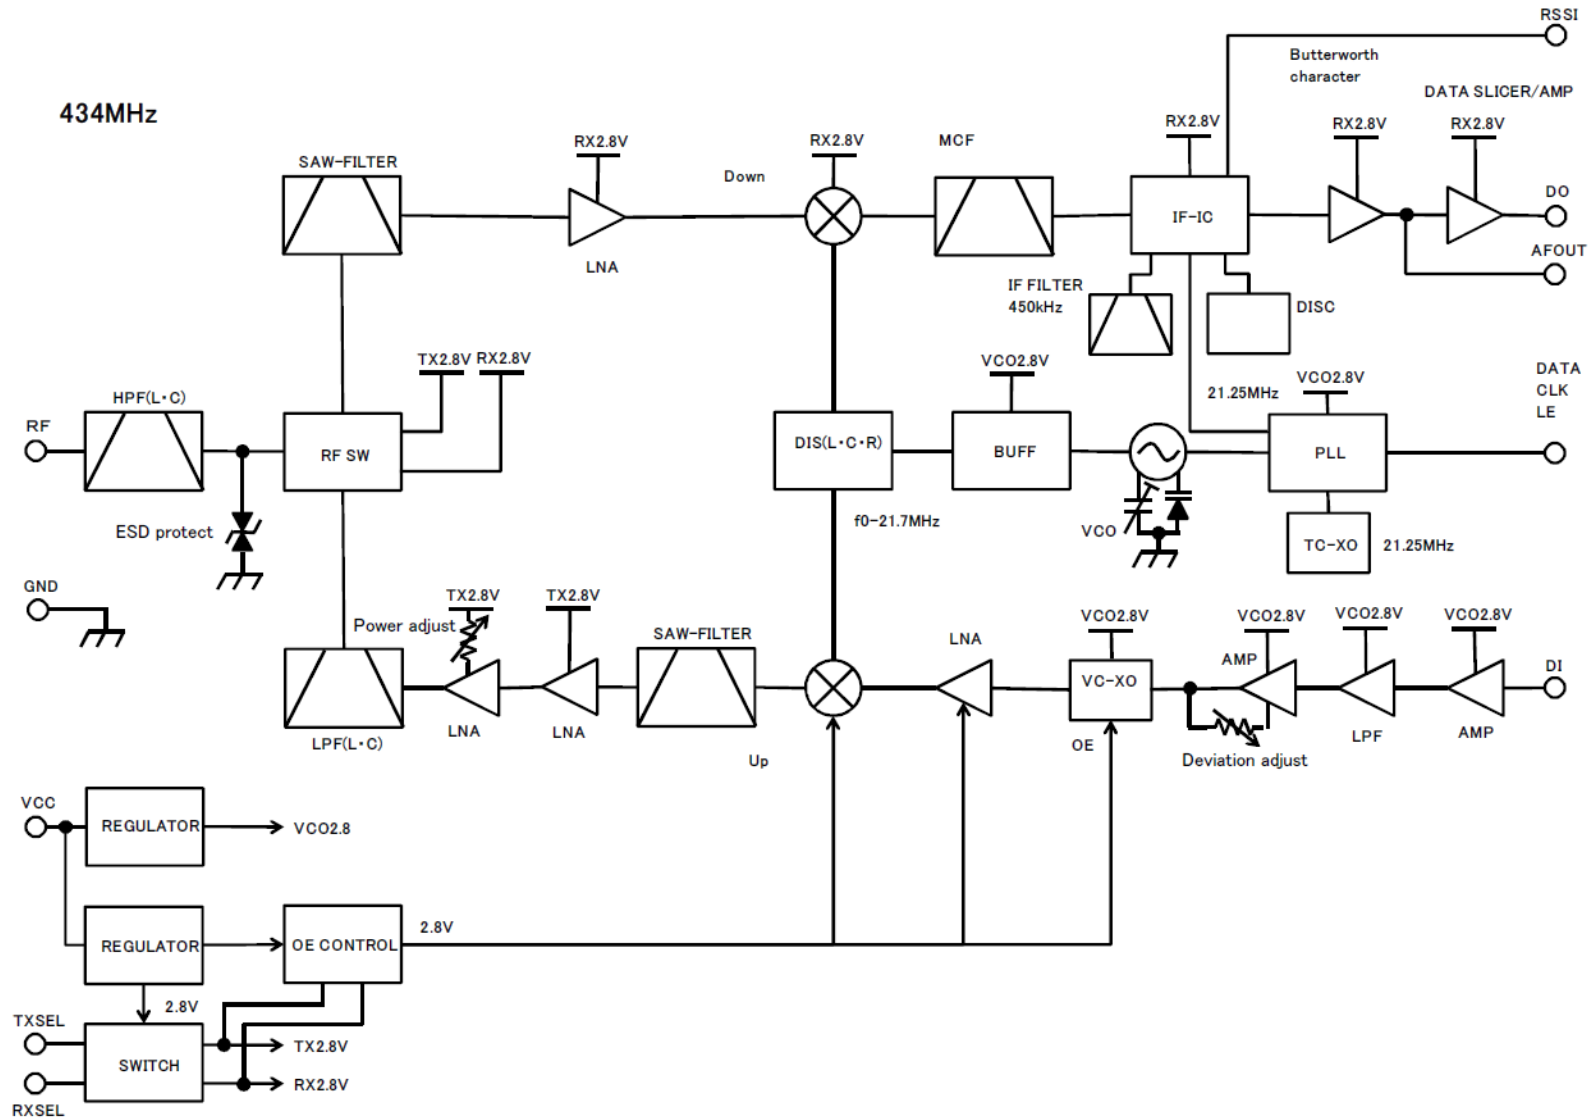 RSSI
Butterworth
character
DATA SLICER/AMP
434MHz
RX2.8V
MCF
RX2.8V
RX2.8V
RX2.8V
RX2.8V
SAW-FILTER
Down
DO
IF-IC
AFOUT
LNA
IF FILTER
450kHz
DISC
TX2.8V
RX2.8V
VCO2.8V
21.25MHz
VCO2.8V
DATA
CLK
LE
HPF(L・C)
RF
RF SW
DIS(L・C・R)
BUFF
PLL
f0-21.7MHz
VCO
ESD protect
TC-XO
21.25MHz
GND
TX2.8V
TX2.8V
Power adjust
SAW-FILTER
LNA
VCO2.8V
VCO2.8V
VCO2.8V
VCO2.8V
AMP
DI
VC-XO
LPF(L・C)
LNA
LNA
Up
OE
Deviation adjust
LPF
AMP
VCC
REGULATOR
VCO2.8
REGULATOR
OE CONTROL
2.8V
2.8V
TXSEL
SWITCH
TX2.8V
RX2.8V
RXSEL